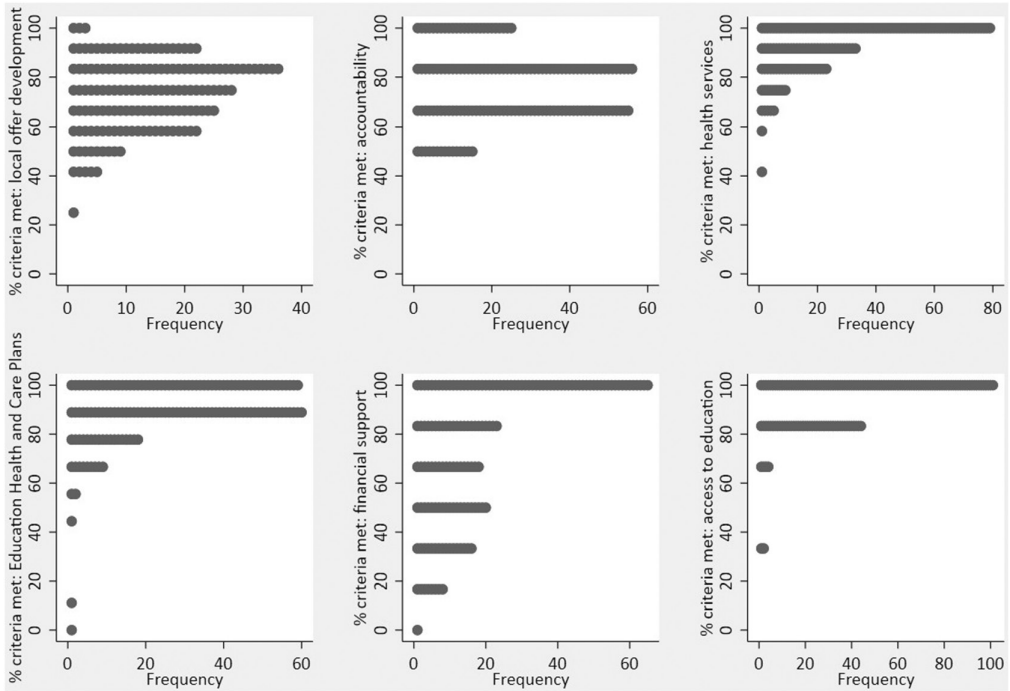 % criteria met: local offer development
100
80
60
40
20
0
0 10 20 30 40
Frequency
% criteria met: accountability
100
80
60
40
20
0
0 20 40 60
Frequency
% criteria met: health services
100
80
60
40
20
0
0 20 40 60 80
Frequency
% criteria met: Education Health and Care Plans
100
80
60
40
20
0
0 20 40 60
Frequency
% criteria met: financial support
100
80
60
40
20
0
0 20 40 60
Frequency
% criteria met: access to education
100
80
60
40
20
0
0 20 40 60 80 100
Frequency